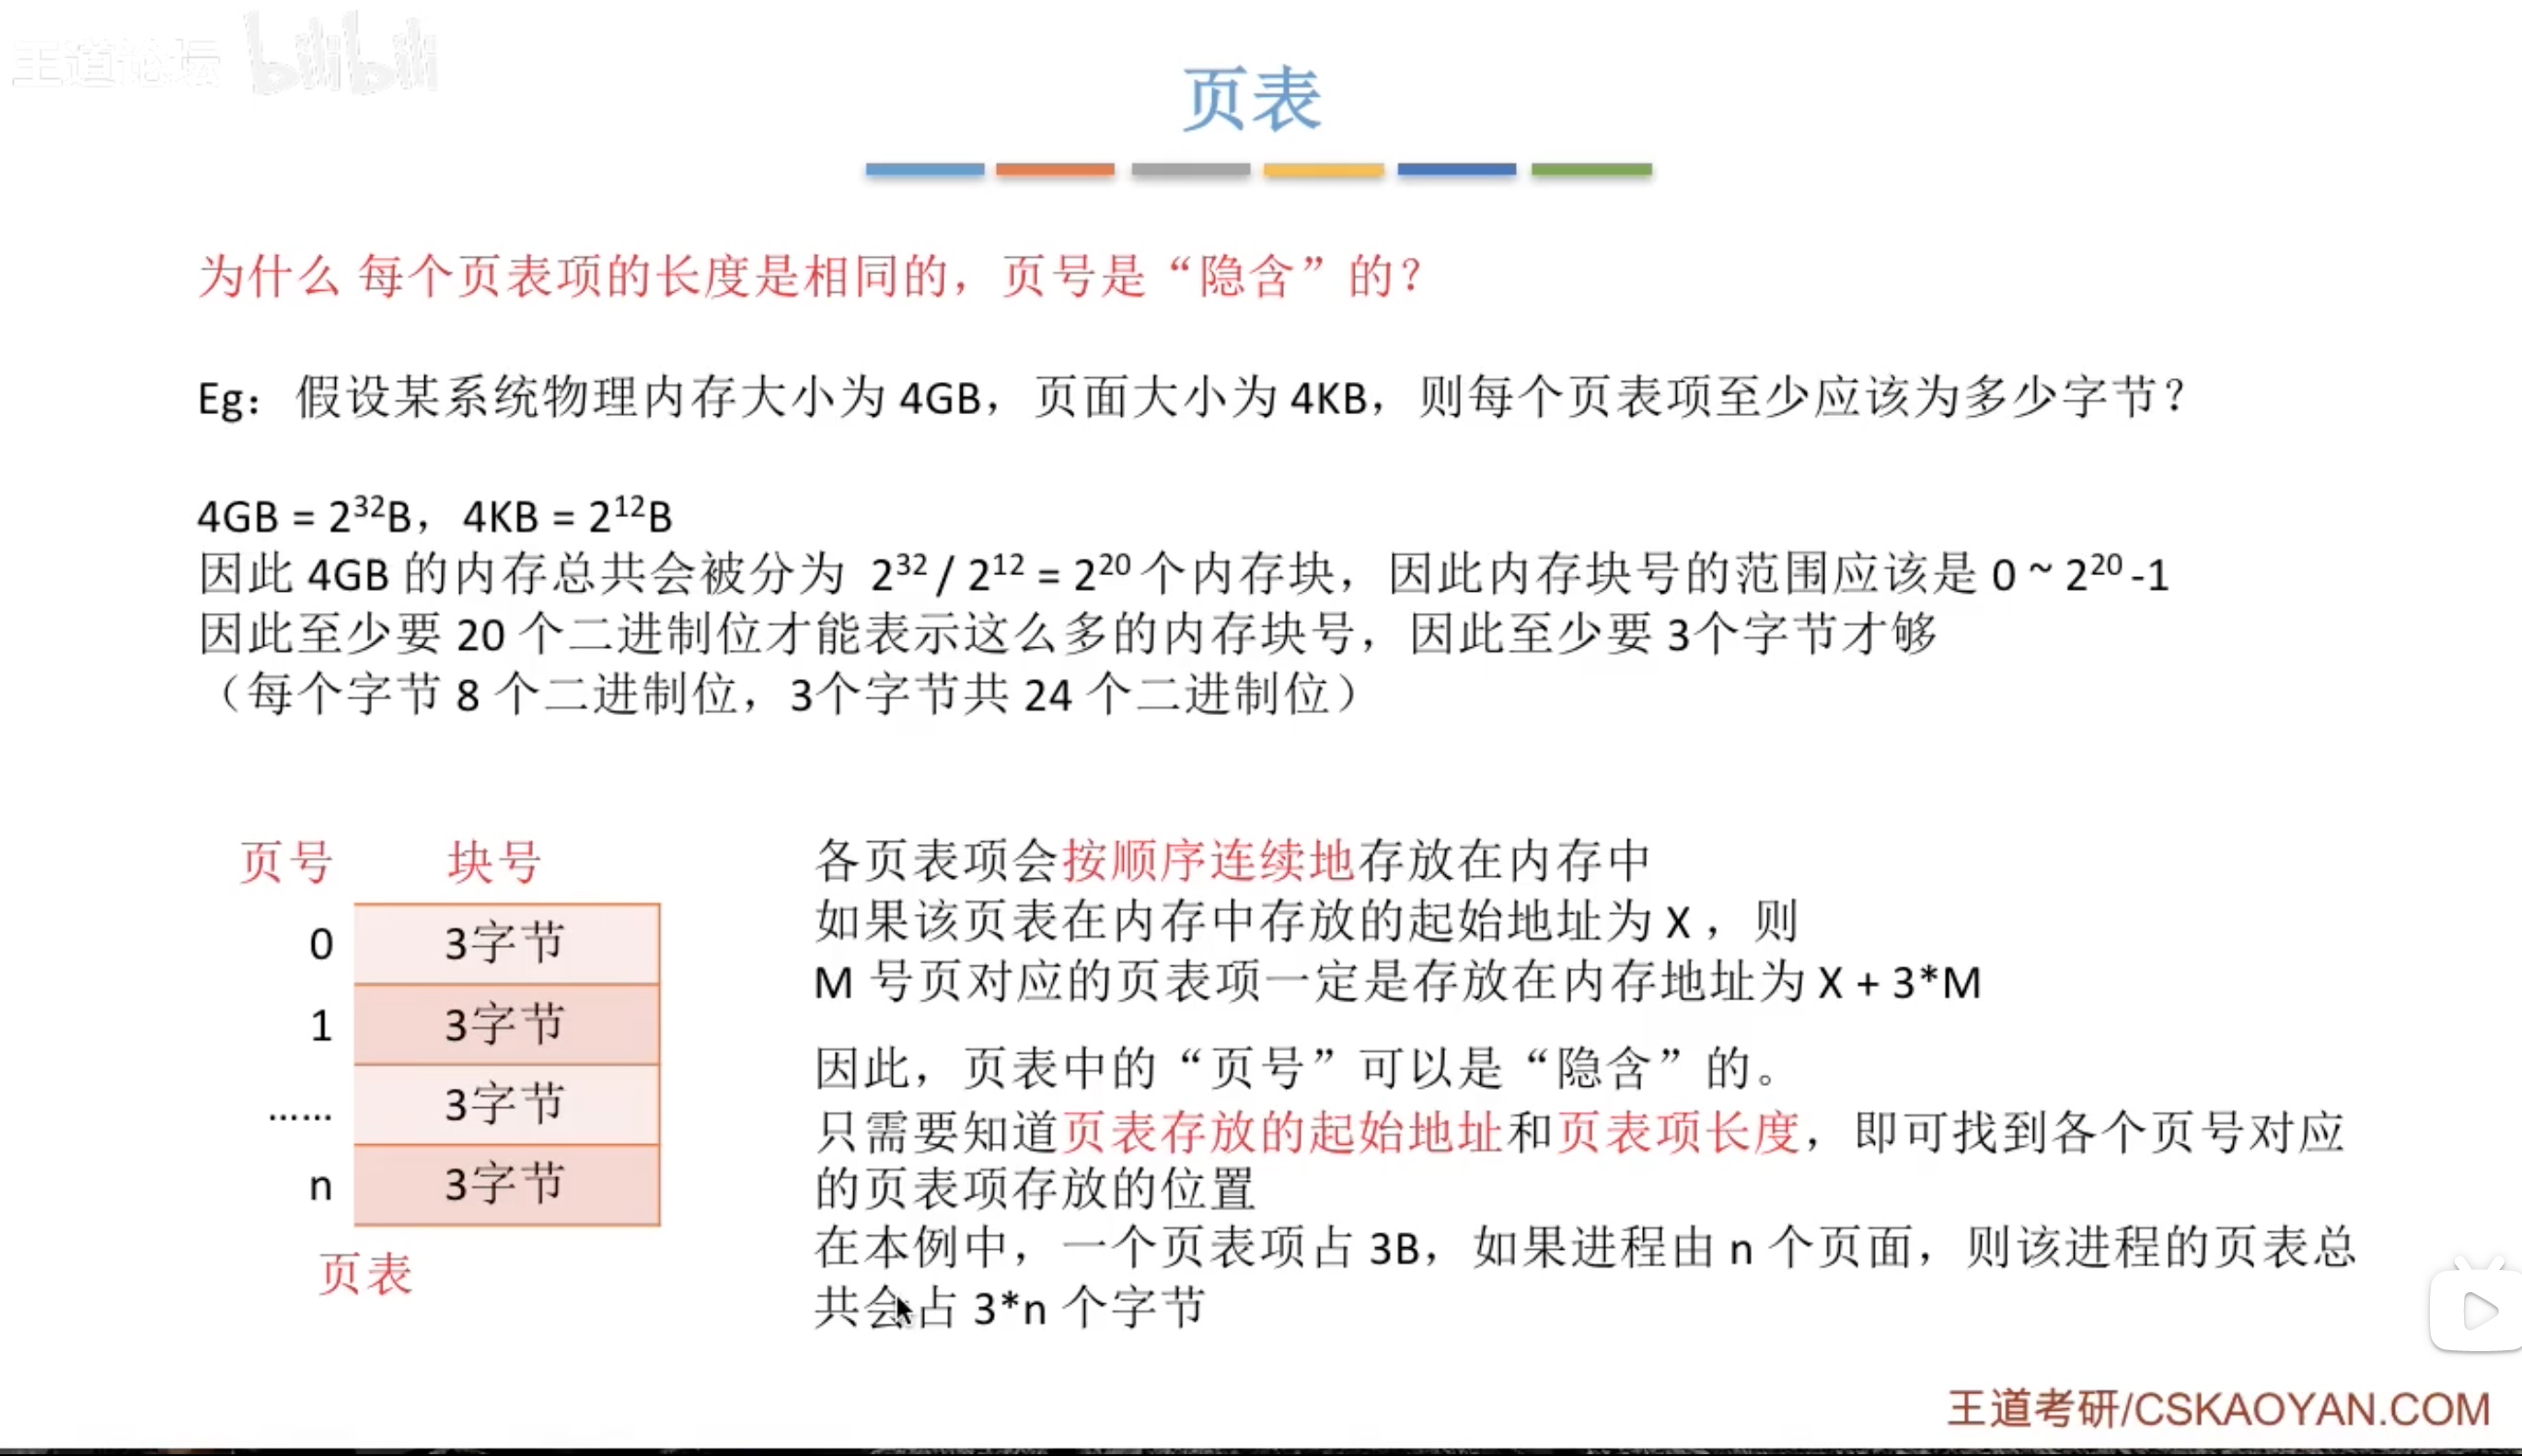 王道论坛 bilibili
页表
为什么 每个页表项的长度是相同的，页号是“隐含”的？
Eg：假设某系统物理内存大小为 4GB，页面大小为 4KB，则每个页表项至少应该为多少字节？
4GB = 2³²B，4KB = 2¹²B
因此 4GB 的内存总共会被分为 2³² / 2¹² = 2²⁰ 个内存块，因此内存块号的范围应该是 0 ~ 2²⁰ -1
因此至少要 20 个二进制位才能表示这么多的内存块号，因此至少要 3个字节才够
（每个字节 8 个二进制位，3个字节共 24 个二进制位）
页号 块号
0 3字节
1 3字节
…… 3字节
n 3字节
页表
各页表项会按顺序连续地存放在内存中
如果该页表在内存中存放的起始地址为 X ，则
M 号页对应的页表项一定是存放在内存地址为 X + 3*M
因此，页表中的“页号”可以是“隐含”的。
只需要知道页表存放的起始地址和页表项长度，即可找到各个页号对应
的页表项存放的位置
在本例中，一个页表项占 3B，如果进程由 n 个页面，则该进程的页表总
共会占 3*n 个字节
王道考研/CSKAOYAN.COM